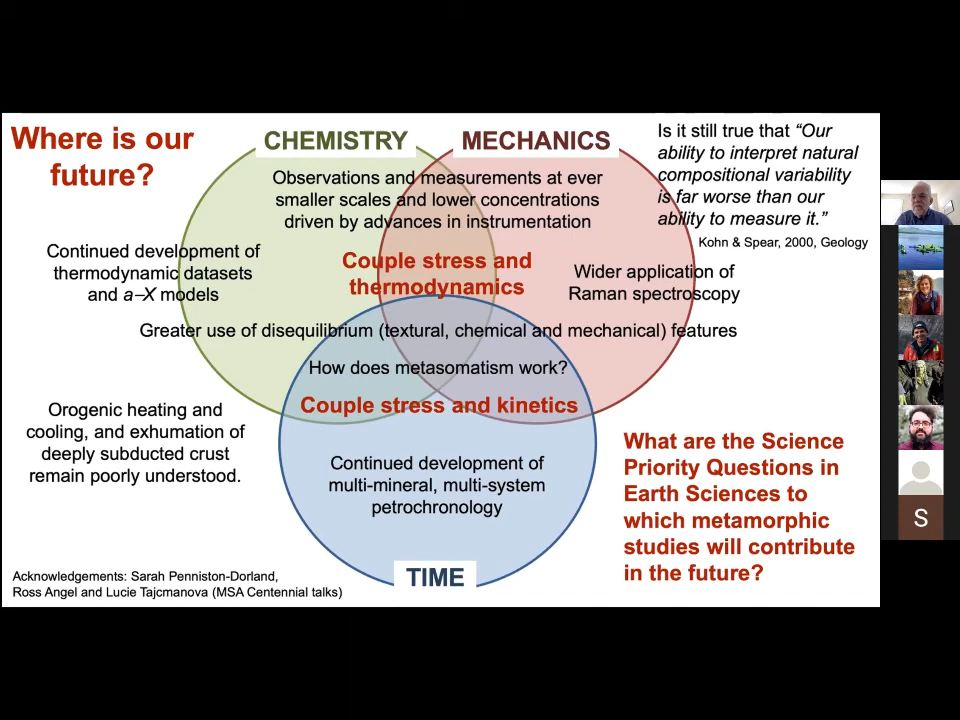 Where is our
future?
CHEMISTRY
MECHANICS
Is it still true that “Our
ability to interpret natural
compositional variability
is far worse than our
ability to measure it.”
Kohn & Spear, 2000, Geology
Observations and measurements at ever
smaller scales and lower concentrations
driven by advances in instrumentation
Continued development of
thermodynamic datasets
and a–X models
Couple stress and
thermodynamics
Wider application of
Raman spectroscopy
Greater use of disequilibrium (textural, chemical and mechanical) features
How does metasomatism work?
Couple stress and kinetics
Orogenic heating and
cooling, and exhumation of
deeply subducted crust
remain poorly understood.
Continued development of
multi-mineral, multi-system
petrochronology
What are the Science
Priority Questions in
Earth Sciences to
which metamorphic
studies will contribute
in the future?
TIME
Acknowledgements: Sarah Penniston-Dorland,
Ross Angel and Lucie Tajcmanova (MSA Centennial talks)
S